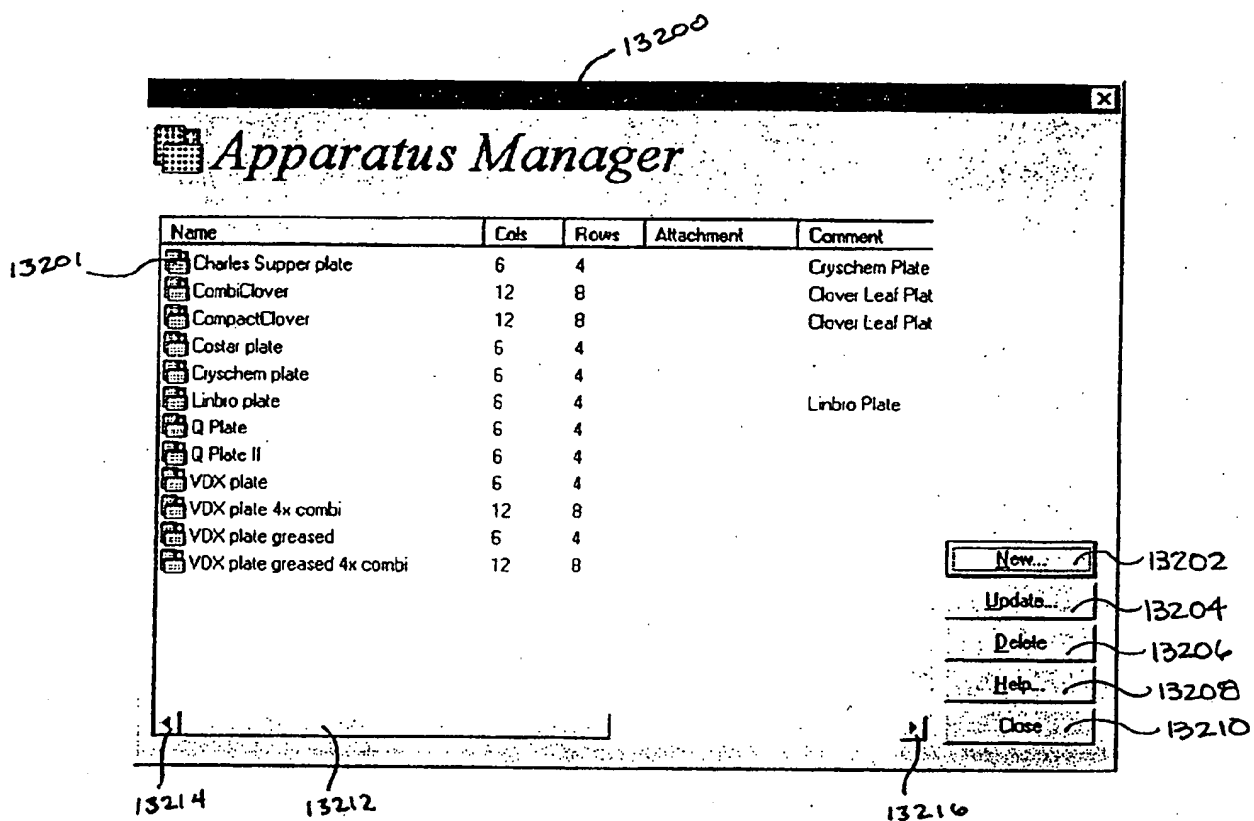 13200
Apparatus Manager
Name Cols Rows Attachment Comment
13201
Charles Supper plate 6 4 Cryschem Plate
CombiClover 12 8 Clover Leaf Plat
CompactClover 12 8 Clover Leaf Plat
Costar plate 6 4
Cryschem plate 6 4
Linbro plate 6 4 Linbro Plate
Q Plate 6 4
Q Plate II 6 4
VDX plate 6 4
VDX plate 4x combi 12 8
VDX plate greased 6 4
VDX plate greased 4x combi 12 8
New... 13202
Update... 13204
Delete 13206
Help... 13208
Close 13210
13214 13212 13216